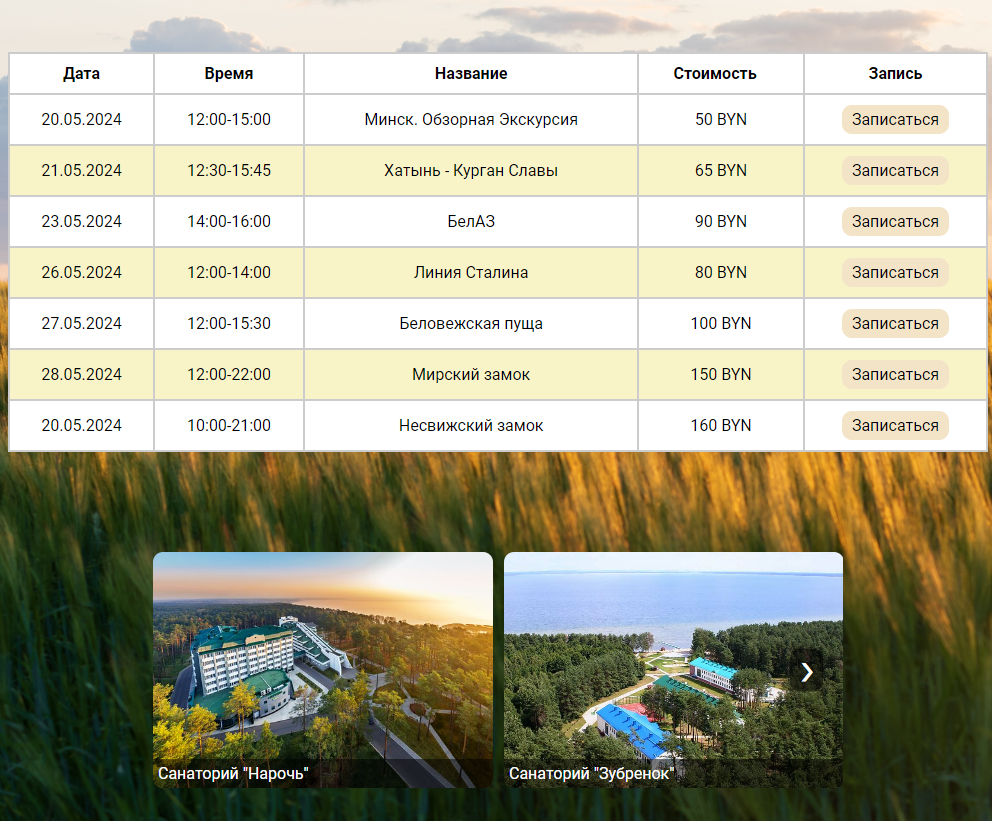 Дата Время Название Стоимость Запись
20.05.2024 12:00-15:00 Минск. Обзорная Экскурсия 50 BYN Записаться
21.05.2024 12:30-15:45 Хатынь - Курган Славы 65 BYN Записаться
23.05.2024 14:00-16:00 БелАЗ 90 BYN Записаться
26.05.2024 12:00-14:00 Линия Сталина 80 BYN Записаться
27.05.2024 12:00-15:30 Беловежская пуща 100 BYN Записаться
28.05.2024 12:00-22:00 Мирский замок 150 BYN Записаться
20.05.2024 10:00-21:00 Несвижский замок 160 BYN Записаться
Санаторий "Нарочь" Санаторий "Зубренок"